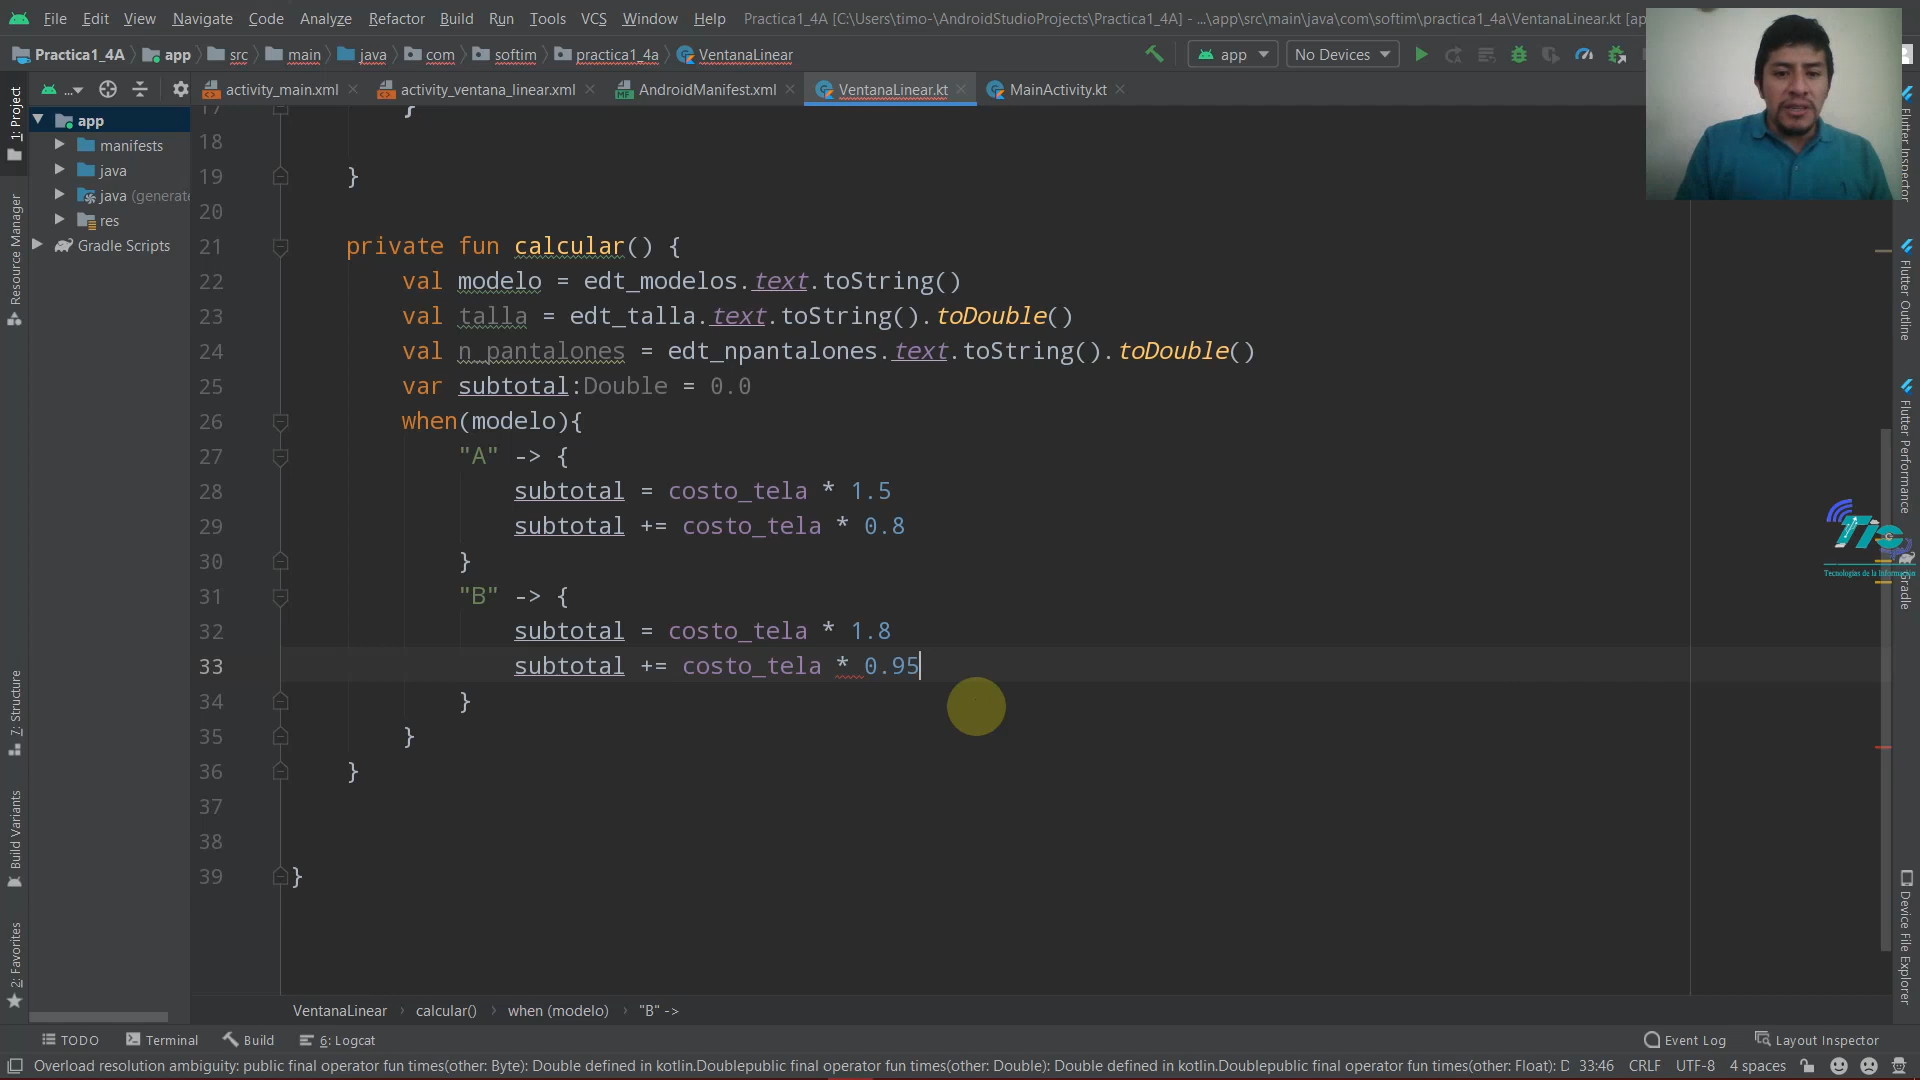 File Edit View Navigate Code Analyze Refactor Build Run Tools VCS Window Help Practica1_4A [C:\Users\timo-\AndroidStudioProjects\Practica1_4A] - ...\app\src\main\java\com\softim\practica1_4a\VentanaLinear.kt [ap
Practica1_4A app src main java com softim practica1_4a VentanaLinear app No Devices
... activity_main.xml activity_ventana_linear.xml AndroidManifest.xml VentanaLinear.kt MainActivity.kt
app
manifests
java
java (generate
res
Gradle Scripts
1: Project
Resource Manager
7: Structure
Build Variants
2: Favorites
17 }
18
19 }
20
21 private fun calcular() {
22 val modelo = edt_modelos.text.toString()
23 val talla = edt_talla.text.toString().toDouble()
24 val n_pantalones = edt_npantalones.text.toString().toDouble()
25 var subtotal:Double = 0.0
26 when(modelo){
27 "A" -> {
28 subtotal = costo_tela * 1.5
29 subtotal += costo_tela * 0.8
30 }
31 "B" -> {
32 subtotal = costo_tela * 1.8
33 subtotal += costo_tela * 0.95
34 }
35 }
36 }
37
38
39 }
Flutter Inspector
Flutter Outline
Flutter Performance
Gradle
Device File Explorer
Tic
Tecnologías de la Información
VentanaLinear calcular() when (modelo) "B" ->
TODO Terminal Build 6: Logcat Event Log Layout Inspector
Overload resolution ambiguity: public final operator fun times(other: Byte): Double defined in kotlin.Doublepublic final operator fun times(other: Double): Double defined in kotlin.Doublepublic final operator fun times(other: Float): D 33:46 CRLF UTF-8 4 spaces